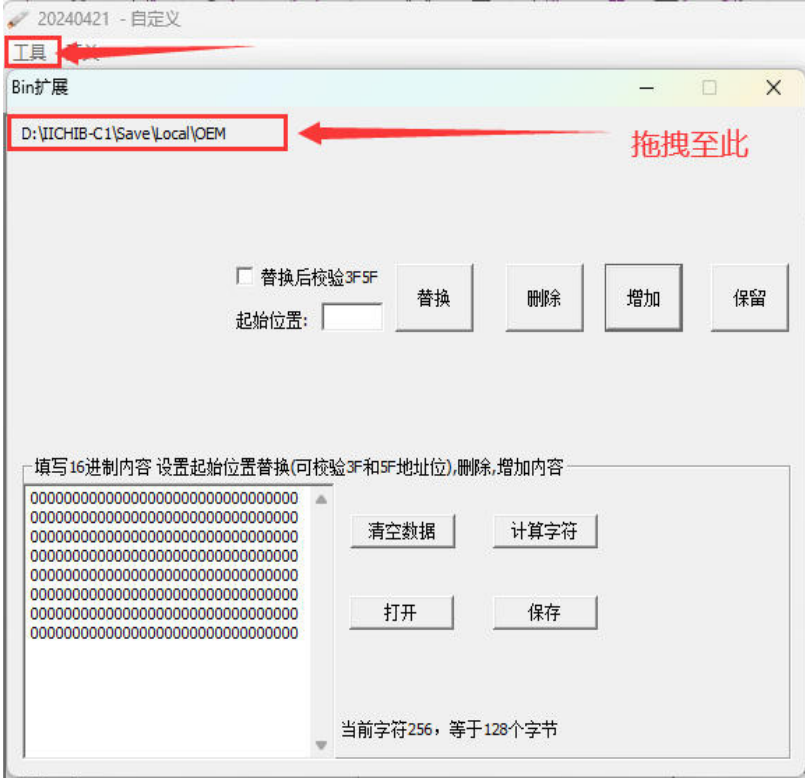 20240421 - 自定义
工具
Bin扩展
D:\IICHIB-C1\Save\Local\OEM
拖拽至此
替换后校验3F5F
起始位置:
替换
删除
增加
保留
填写16进制内容 设置起始位置替换(可校验3F和5F地址位),删除,增加内容
00000000000000000000000000000000
00000000000000000000000000000000
00000000000000000000000000000000
00000000000000000000000000000000
00000000000000000000000000000000
00000000000000000000000000000000
00000000000000000000000000000000
00000000000000000000000000000000
清空数据
计算字符
打开
保存
当前字符256，等于128个字节